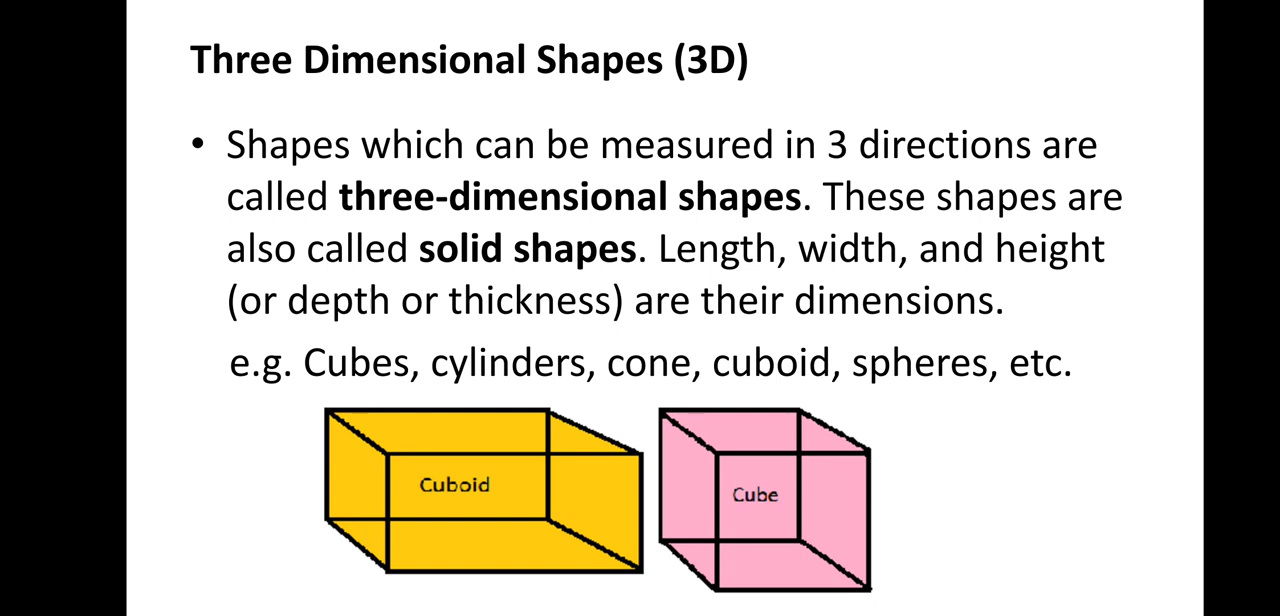 Three Dimensional Shapes (3D)
• Shapes which can be measured in 3 directions are
called three-dimensional shapes. These shapes are
also called solid shapes. Length, width, and height
(or depth or thickness) are their dimensions.
e.g. Cubes, cylinders, cone, cuboid, spheres, etc.
Cuboid
Cube